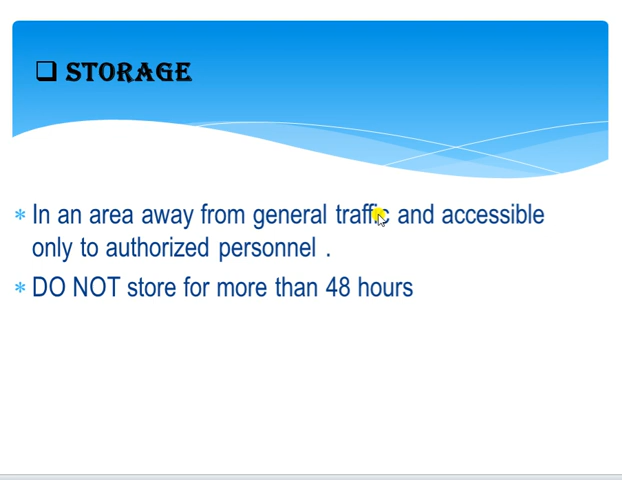 ❑ STORAGE
* In an area away from general traffic and accessible
only to authorized personnel .
* DO NOT store for more than 48 hours